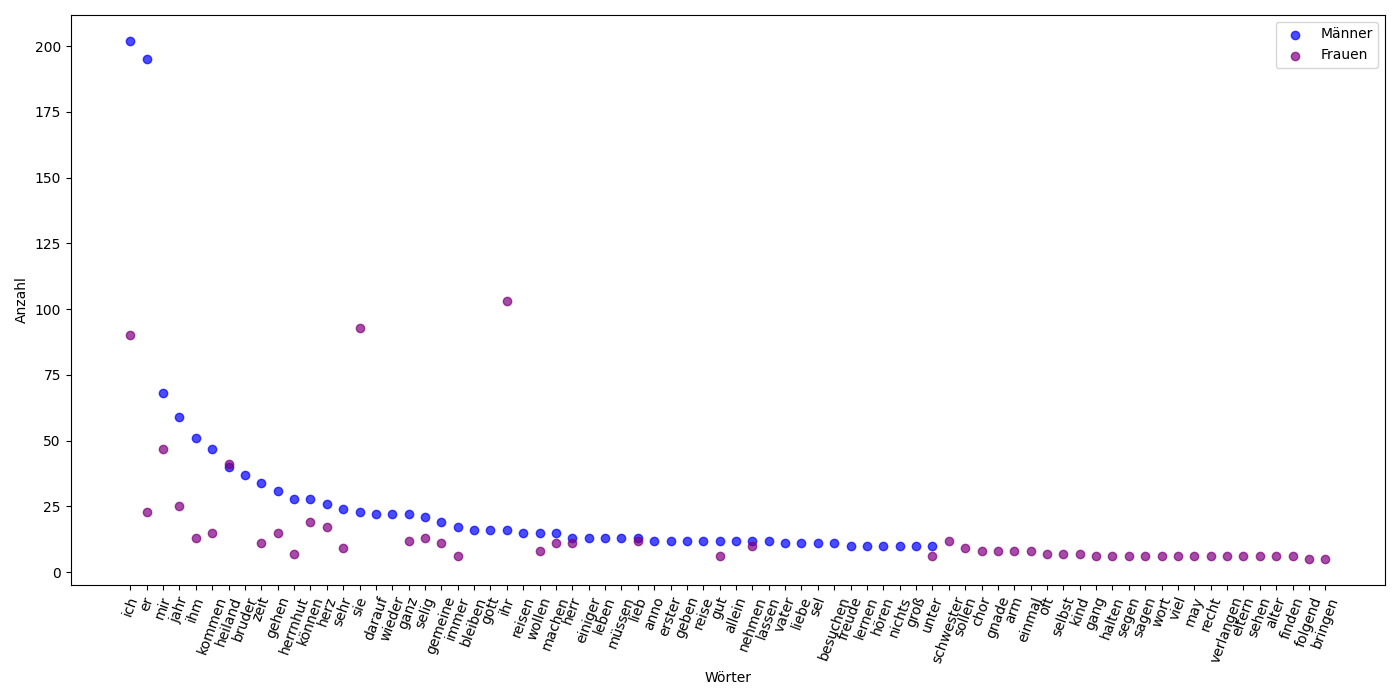 Männer
Frauen
200
175
150
125
100
75
50
25
0
Anzahl
ich
er
mir
jahr
ihm
kommen
heiland
bruder
zeit
gehen
herrnhut
können
herz
sehr
sie
darauf
wieder
ganz
selig
gemeine
immer
bleiben
gott
ihr
reisen
wollen
machen
herr
einiger
leben
müssen
lieb
anno
erster
geben
reise
gut
allein
nehmen
lassen
vater
liebe
sel
besuchen
freude
lernen
hören
nichts
groß
unter
schwester
sollen
chor
gnade
arm
einmal
oft
selbst
kind
gang
halten
segen
sagen
wort
viel
may
recht
verlangen
eltern
sehen
alter
finden
folgend
bringen
Wörter